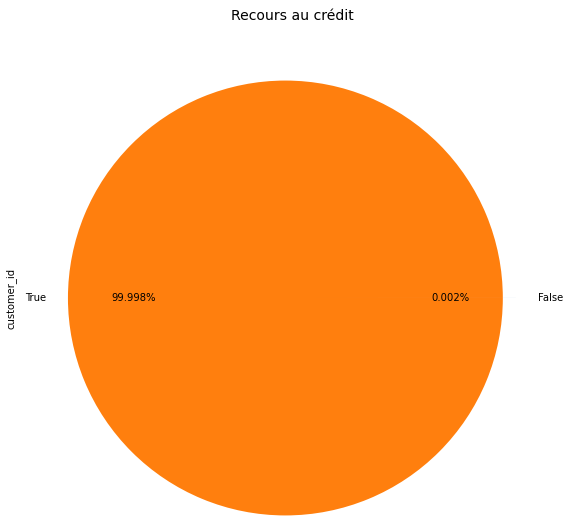 Recours au crédit
customer_id
True
99.998%
0.002%
False